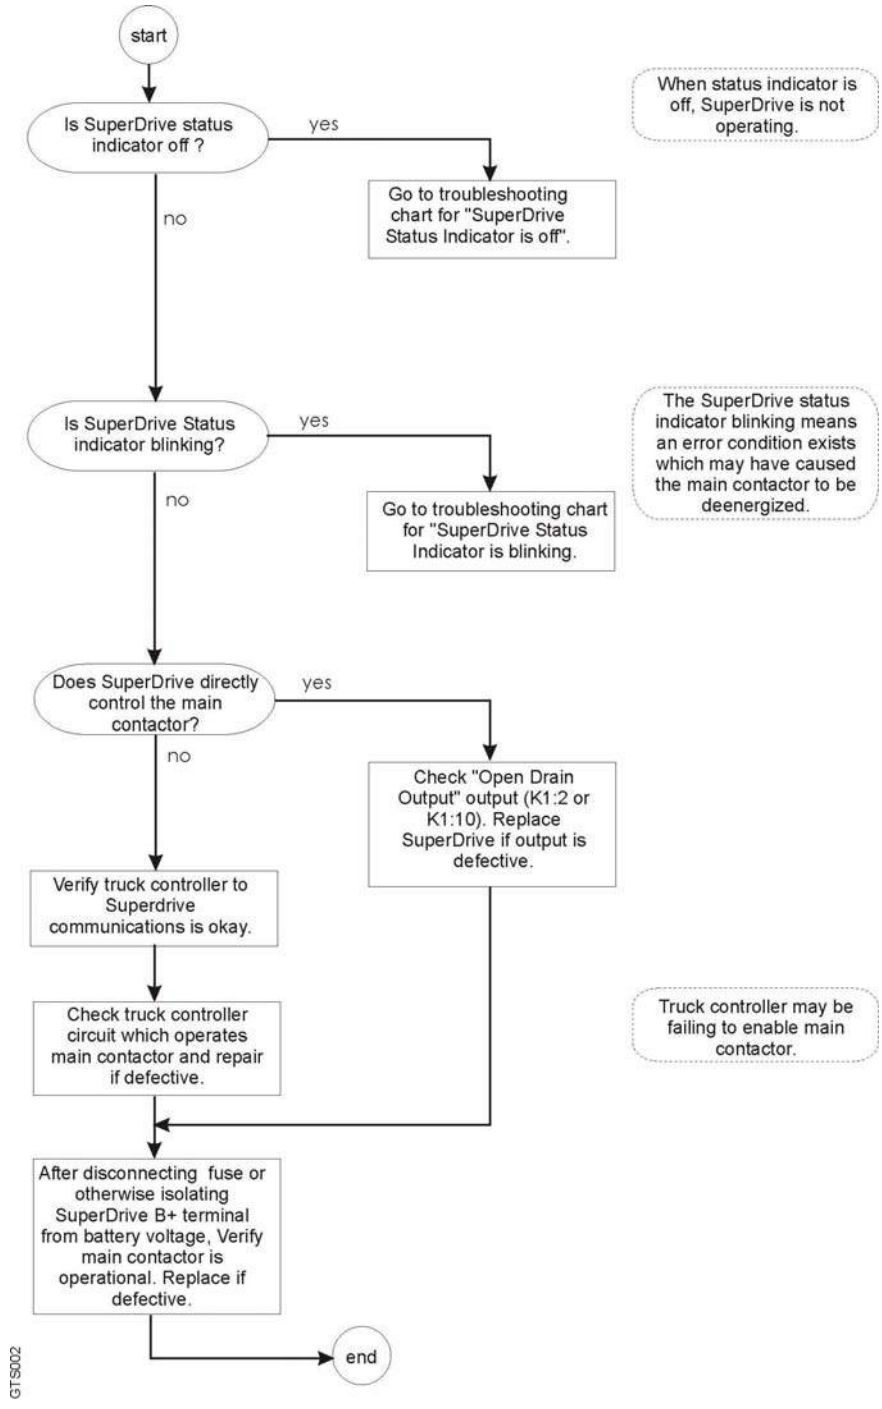 start
Is SuperDrive status
indicator off ?
yes
no
When status indicator is
off, SuperDrive is not
operating.
Go to troubleshooting
chart for "SuperDrive
Status Indicator is off".
Is SuperDrive Status
indicator blinking?
yes
no
The SuperDrive status
indicator blinking means
an error condition exists
which may have caused
the main contactor to be
deenergized.
Go to troubleshooting chart
for "SuperDrive Status
Indicator is blinking.
Does SuperDrive directly
control the main
contactor?
yes
no
Check "Open Drain
Output" output (K1:2 or
K1:10). Replace
SuperDrive if output is
defective.
Verify truck controller to
Superdrive
communications is okay.
Check truck controller
circuit which operates
main contactor and repair
if defective.
Truck controller may be
failing to enable main
contactor.
After disconnecting fuse or
otherwise isolating
SuperDrive B+ terminal
from battery voltage, Verify
main contactor is
operational. Replace if
defective.
end
GTS002